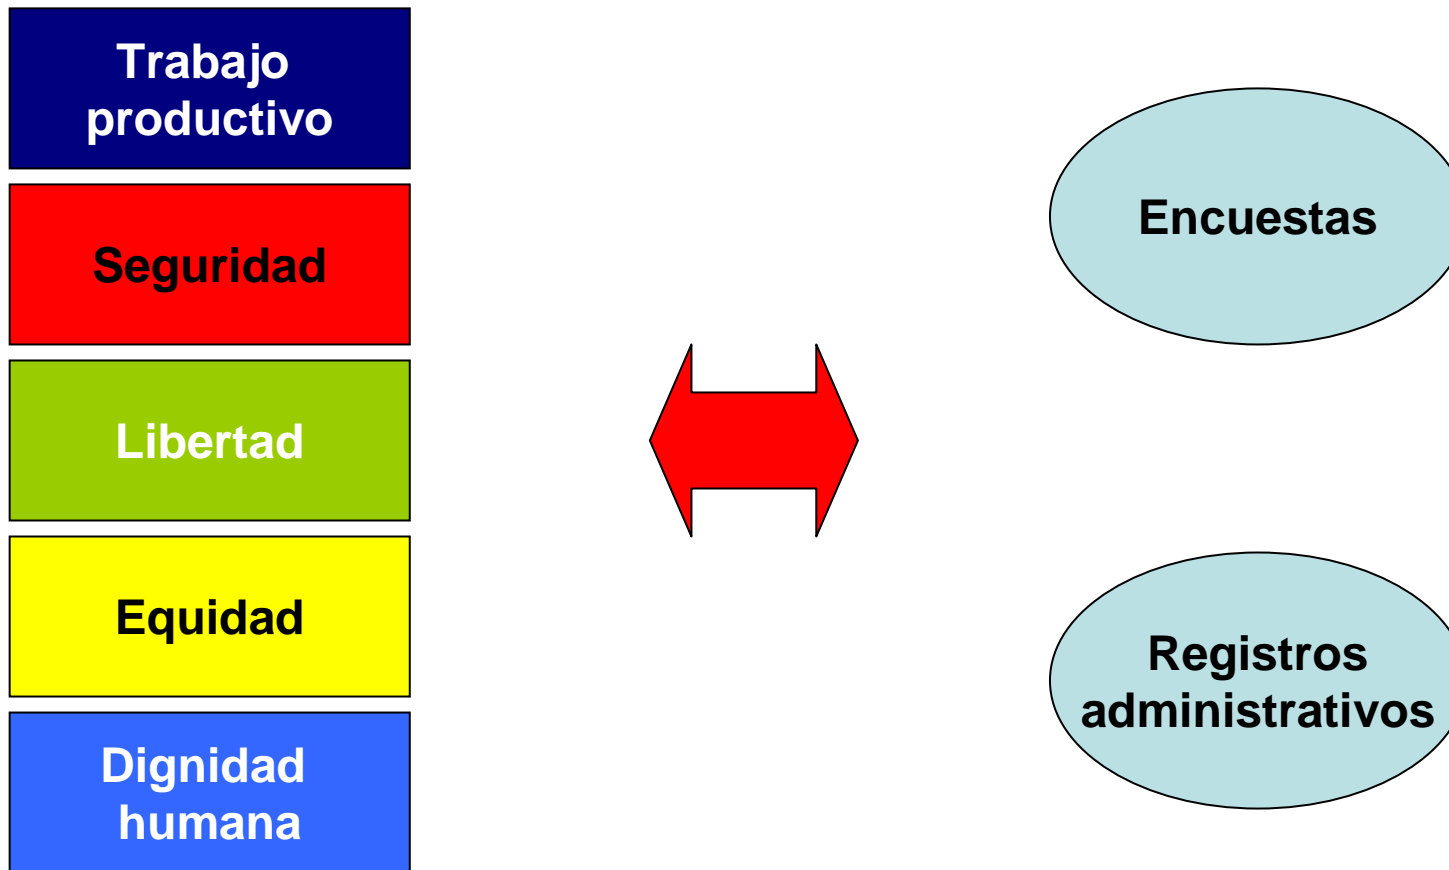 Trabajo
productivo
Seguridad
Libertad
Equidad
Dignidad
humana
Encuestas
Registros
administrativos